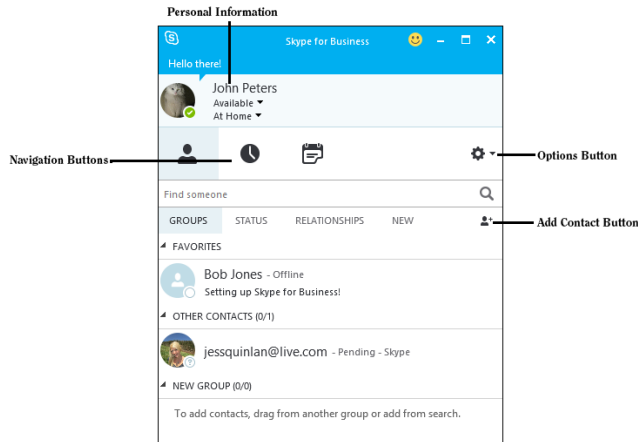 Personal Information
Skype for Business
Hello there!
John Peters
Available
At Home
Navigation Buttons
Options Button
Find someone
GROUPS STATUS RELATIONSHIPS NEW
Add Contact Button
FAVORITES
Bob Jones - Offline
Setting up Skype for Business!
OTHER CONTACTS (0/1)
jessquinlan@live.com - Pending - Skype
NEW GROUP (0/0)
To add contacts, drag from another group or add from search.